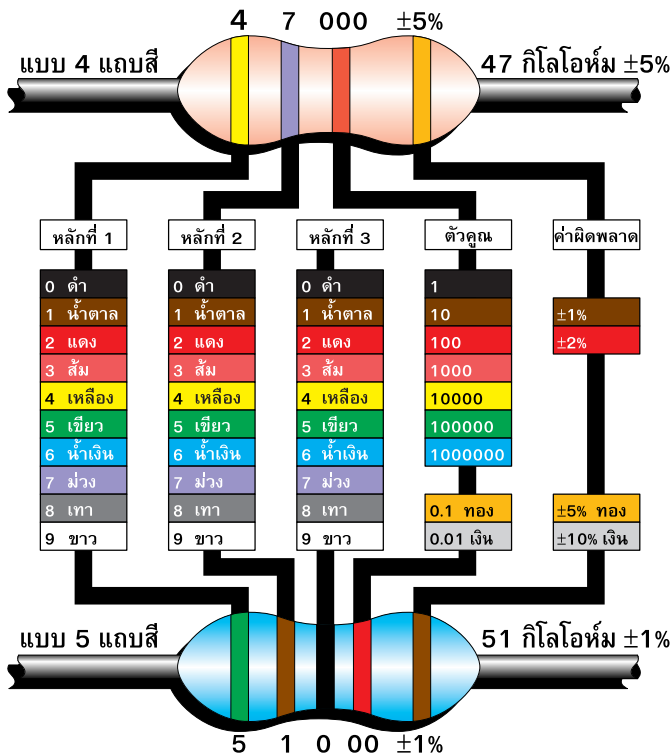 4 7 000 ±5%
แบบ 4 แถบสี
47 กิโลโอห์ม ±5%
หลักที่ 1 หลักที่ 2 หลักที่ 3 ตัวคูณ ค่าผิดพลาด
0 ดำ 0 ดำ 0 ดำ 1
1 น้ำตาล 1 น้ำตาล 1 น้ำตาล 10 ±1%
2 แดง 2 แดง 2 แดง 100 ±2%
3 ส้ม 3 ส้ม 3 ส้ม 1000
4 เหลือง 4 เหลือง 4 เหลือง 10000
5 เขียว 5 เขียว 5 เขียว 100000
6 น้ำเงิน 6 น้ำเงิน 6 น้ำเงิน 1000000
7 ม่วง 7 ม่วง 7 ม่วง
8 เทา 8 เทา 8 เทา 0.1 ทอง ±5% ทอง
9 ขาว 9 ขาว 9 ขาว 0.01 เงิน ±10% เงิน
แบบ 5 แถบสี
51 กิโลโอห์ม ±1%
5 1 0 00 ±1%